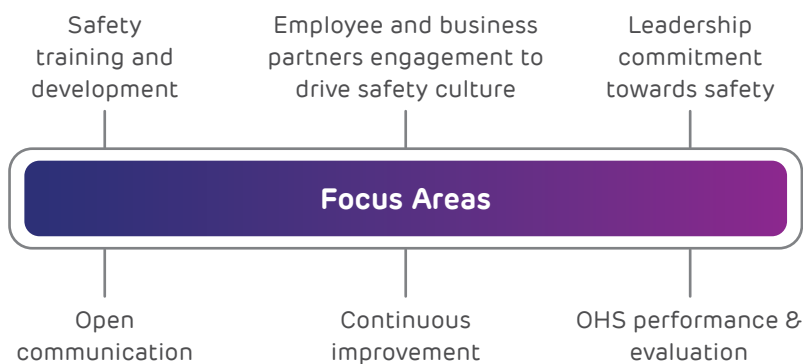 Safety
training and
development
Employee and business
partners engagement to
drive safety culture
Leadership
commitment
towards safety
Focus Areas
Open
communication
Continuous
improvement
OHS performance &
evaluation